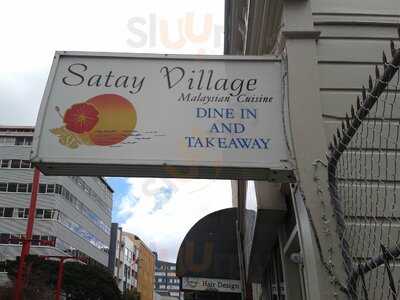 Satay Village
Malaysian Cuisine
DINE IN
AND
TAKEAWAY
Hair Design